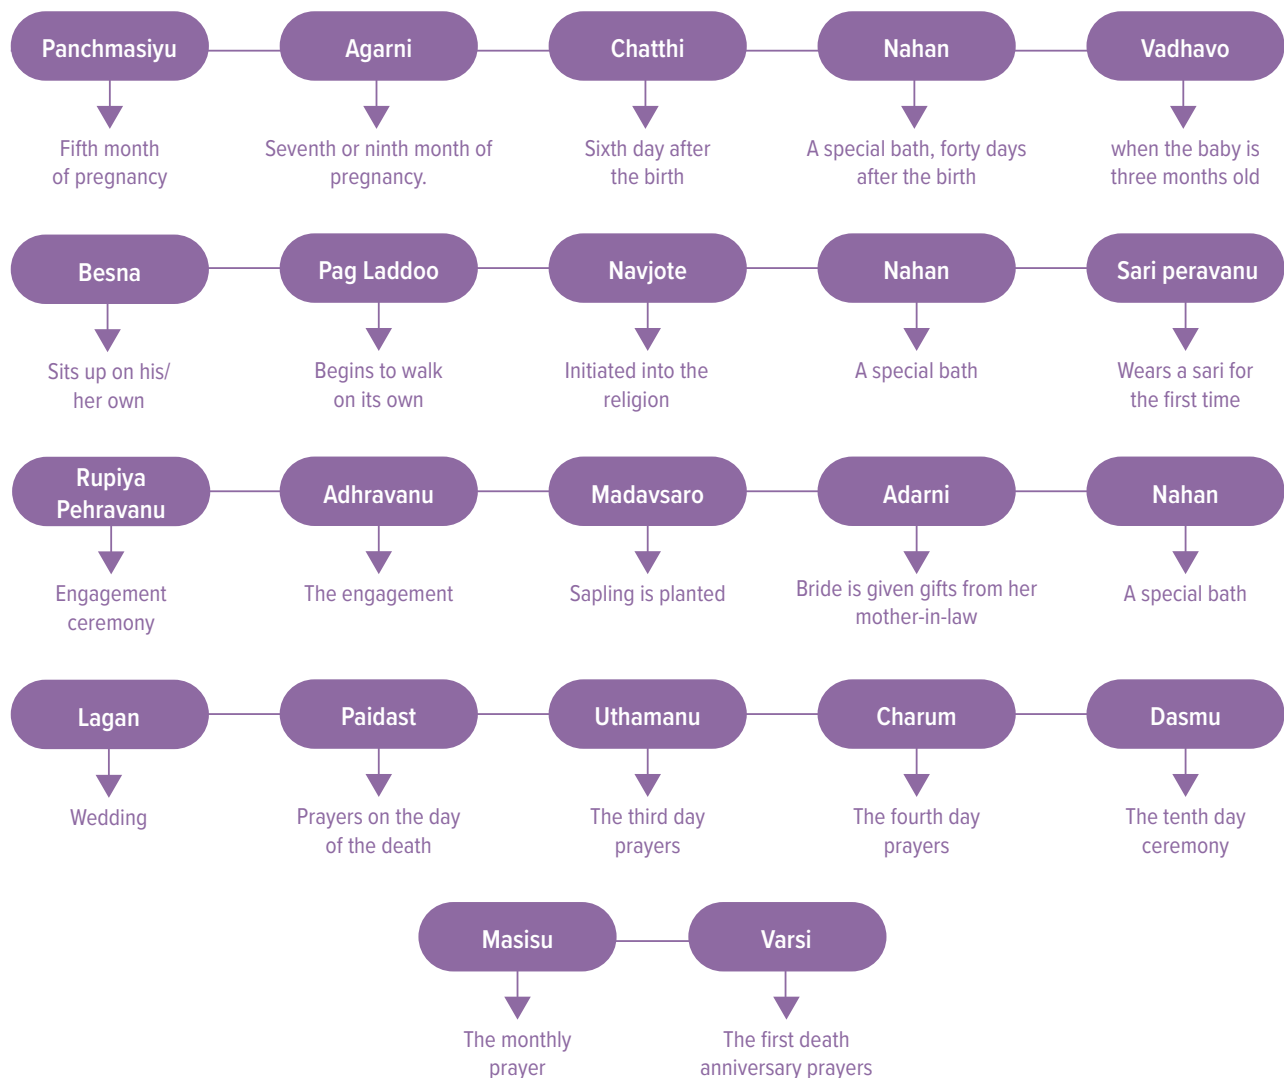 Panchmasiyu
Agarni
Chatthi
Nahan
Vadhavo
Fifth month
of pregnancy
Seventh or ninth month of
pregnancy.
Sixth day after
the birth
A special bath, forty days
after the birth
when the baby is
three months old
Besna
Pag Laddoo
Navjote
Nahan
Sari peravanu
Sits up on his/
her own
Begins to walk
on its own
Initiated into the
religion
A special bath
Wears a sari for
the first time
Rupiya
Pehravanu
Adhravanu
Madavsaro
Adarni
Nahan
Engagement
ceremony
The engagement
Sapling is planted
Bride is given gifts from her
mother-in-law
A special bath
Lagan
Paidast
Uthamanu
Charum
Dasmu
Wedding
Prayers on the day
of the death
The third day
prayers
The fourth day
prayers
The tenth day
ceremony
Masisu
Varsi
The monthly
prayer
The first death
anniversary prayers